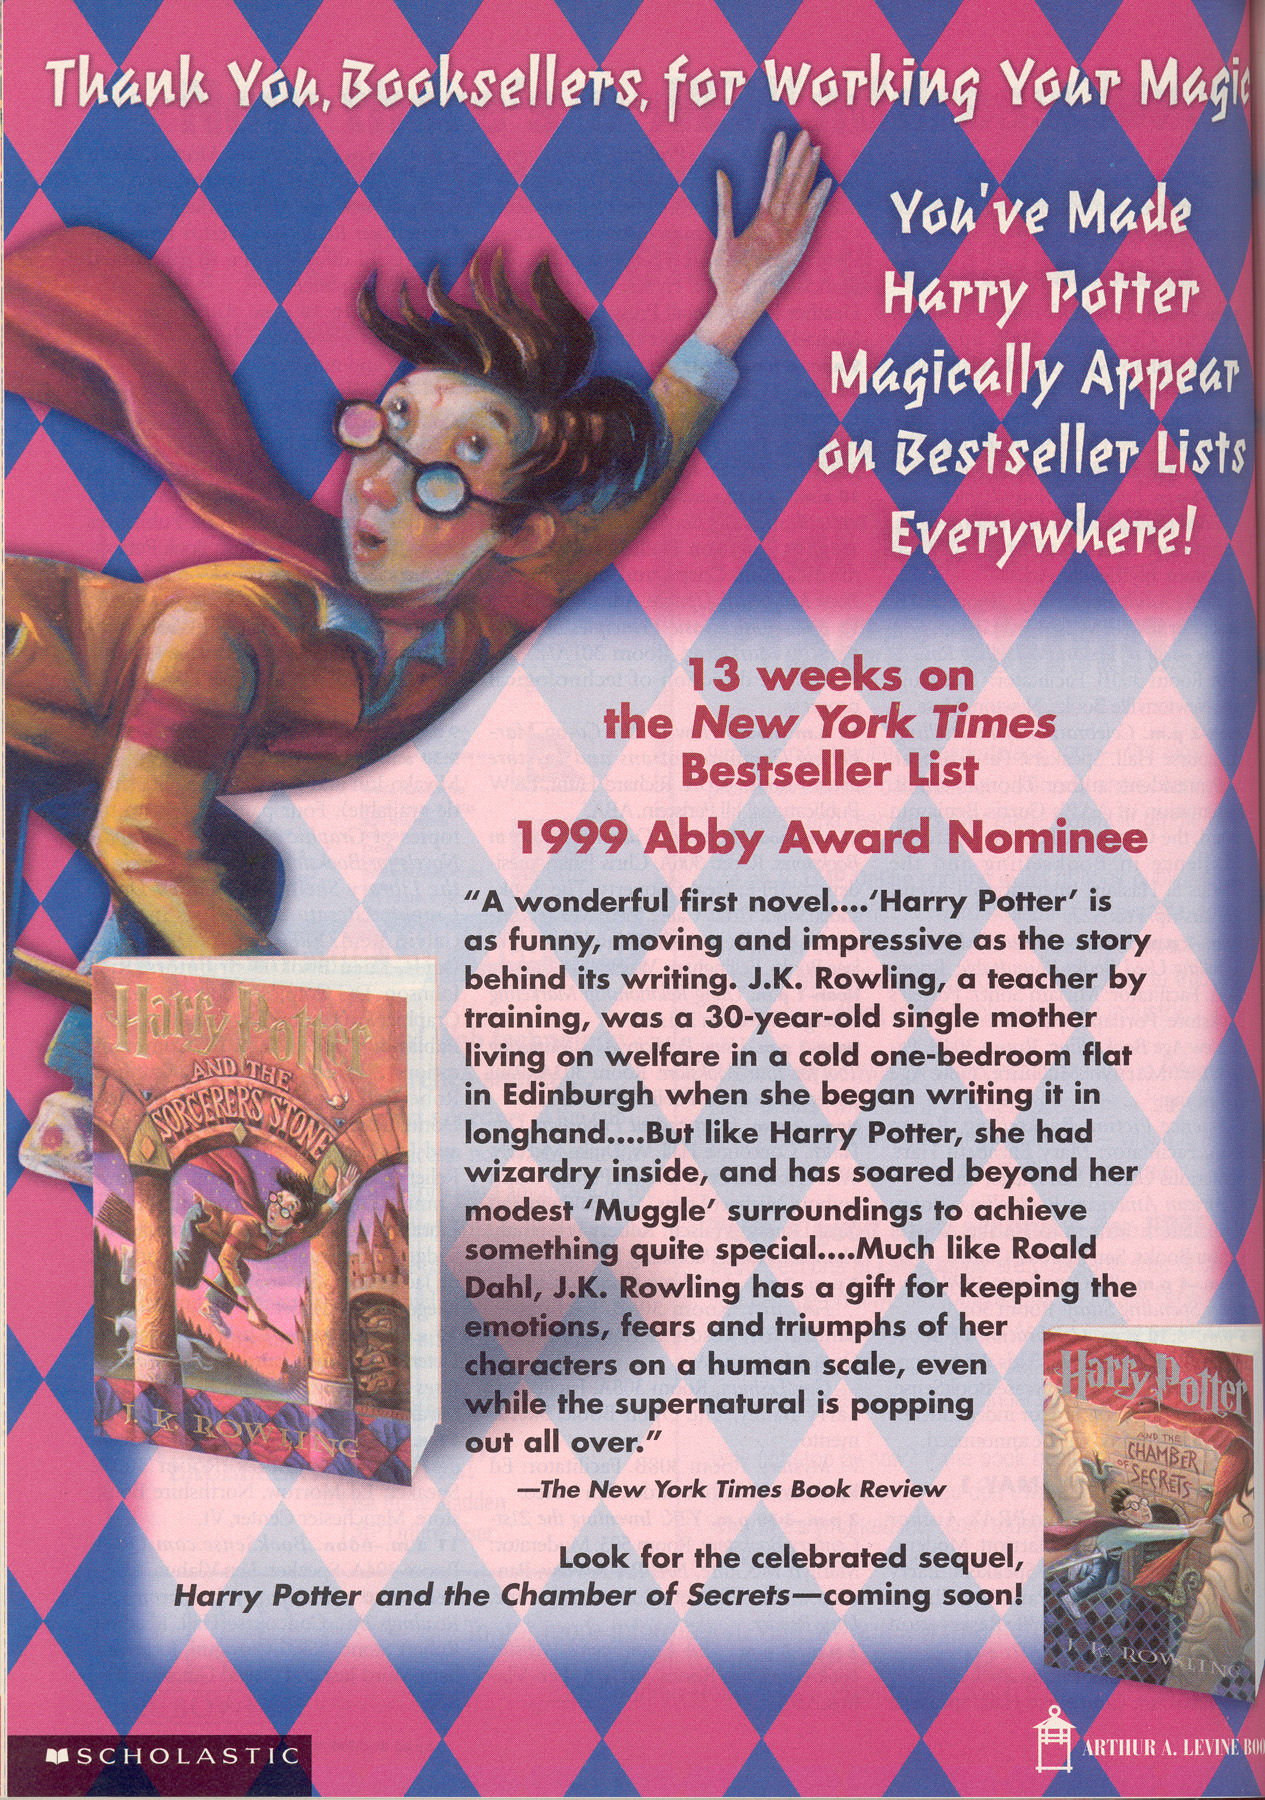 Thank You, Booksellers, for Working Your Magic
You've Made
Harry Potter
Magically Appear
on Bestseller Lists
Everywhere!
13 weeks on
the New York Times
Bestseller List
1999 Abby Award Nominee
“A wonderful first novel....‘Harry Potter’ is
as funny, moving and impressive as the story
behind its writing. J.K. Rowling, a teacher by
training, was a 30-year-old single mother
living on welfare in a cold one-bedroom flat
in Edinburgh when she began writing it in
longhand....But like Harry Potter, she had
wizardry inside, and has soared beyond her
modest ‘Muggle’ surroundings to achieve
something quite special....Much like Roald
Dahl, J.K. Rowling has a gift for keeping the
emotions, fears and triumphs of her
characters on a human scale, even
while the supernatural is popping
out all over.”
—The New York Times Book Review
Look for the celebrated sequel,
Harry Potter and the Chamber of Secrets—coming soon!
Harry Potter
AND THE
SORCERER'S STONE
J. K. ROWLING
Harry Potter
AND THE
CHAMBER
OF SECRETS
J. K. ROWLING
SCHOLASTIC
ARTHUR A. LEVINE BOO